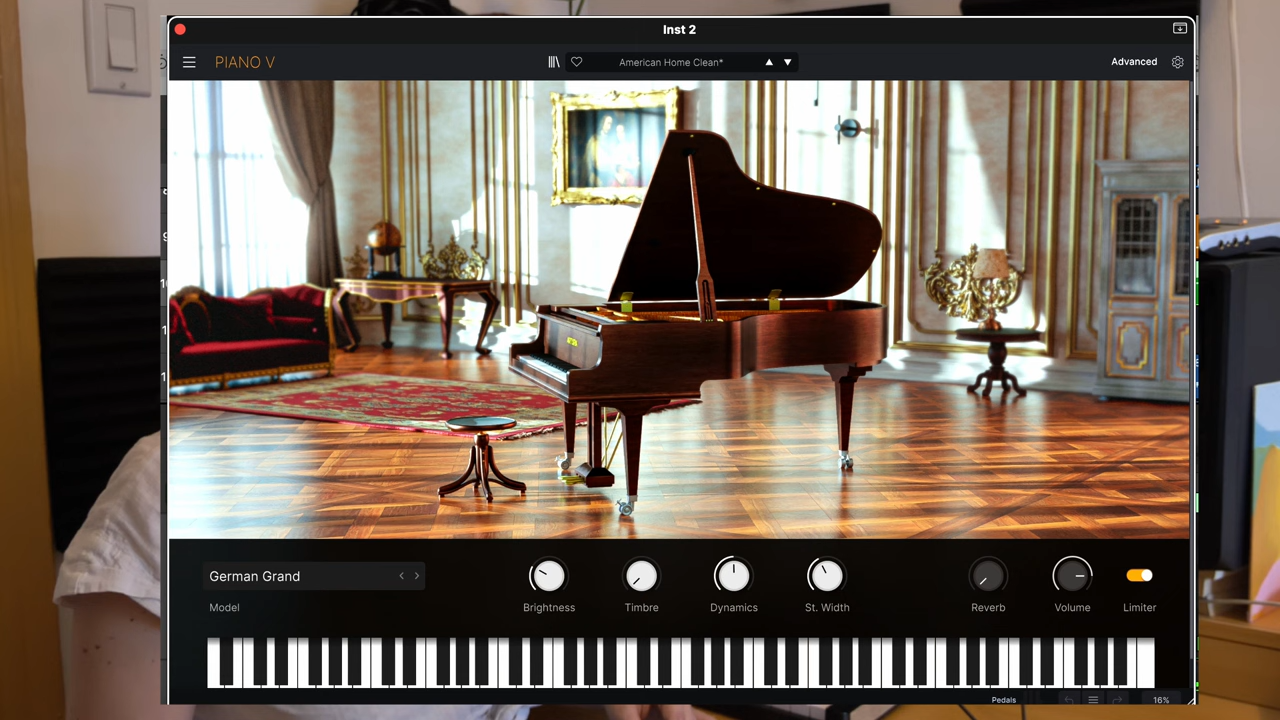 Inst 2
PIANO V
American Home Clean*
Advanced
German Grand
Model
Brightness
Timbre
Dynamics
St. Width
Reverb
Volume
Limiter
Pedals
16%